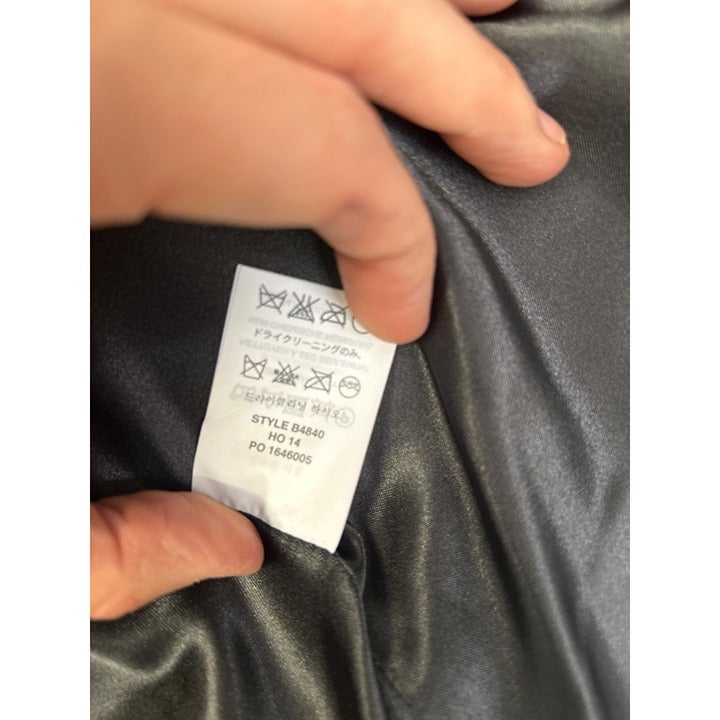 ドライクリーニングのみ。
드라이클리닝 하시오
STYLE B4840
HO 14
PO 1646005